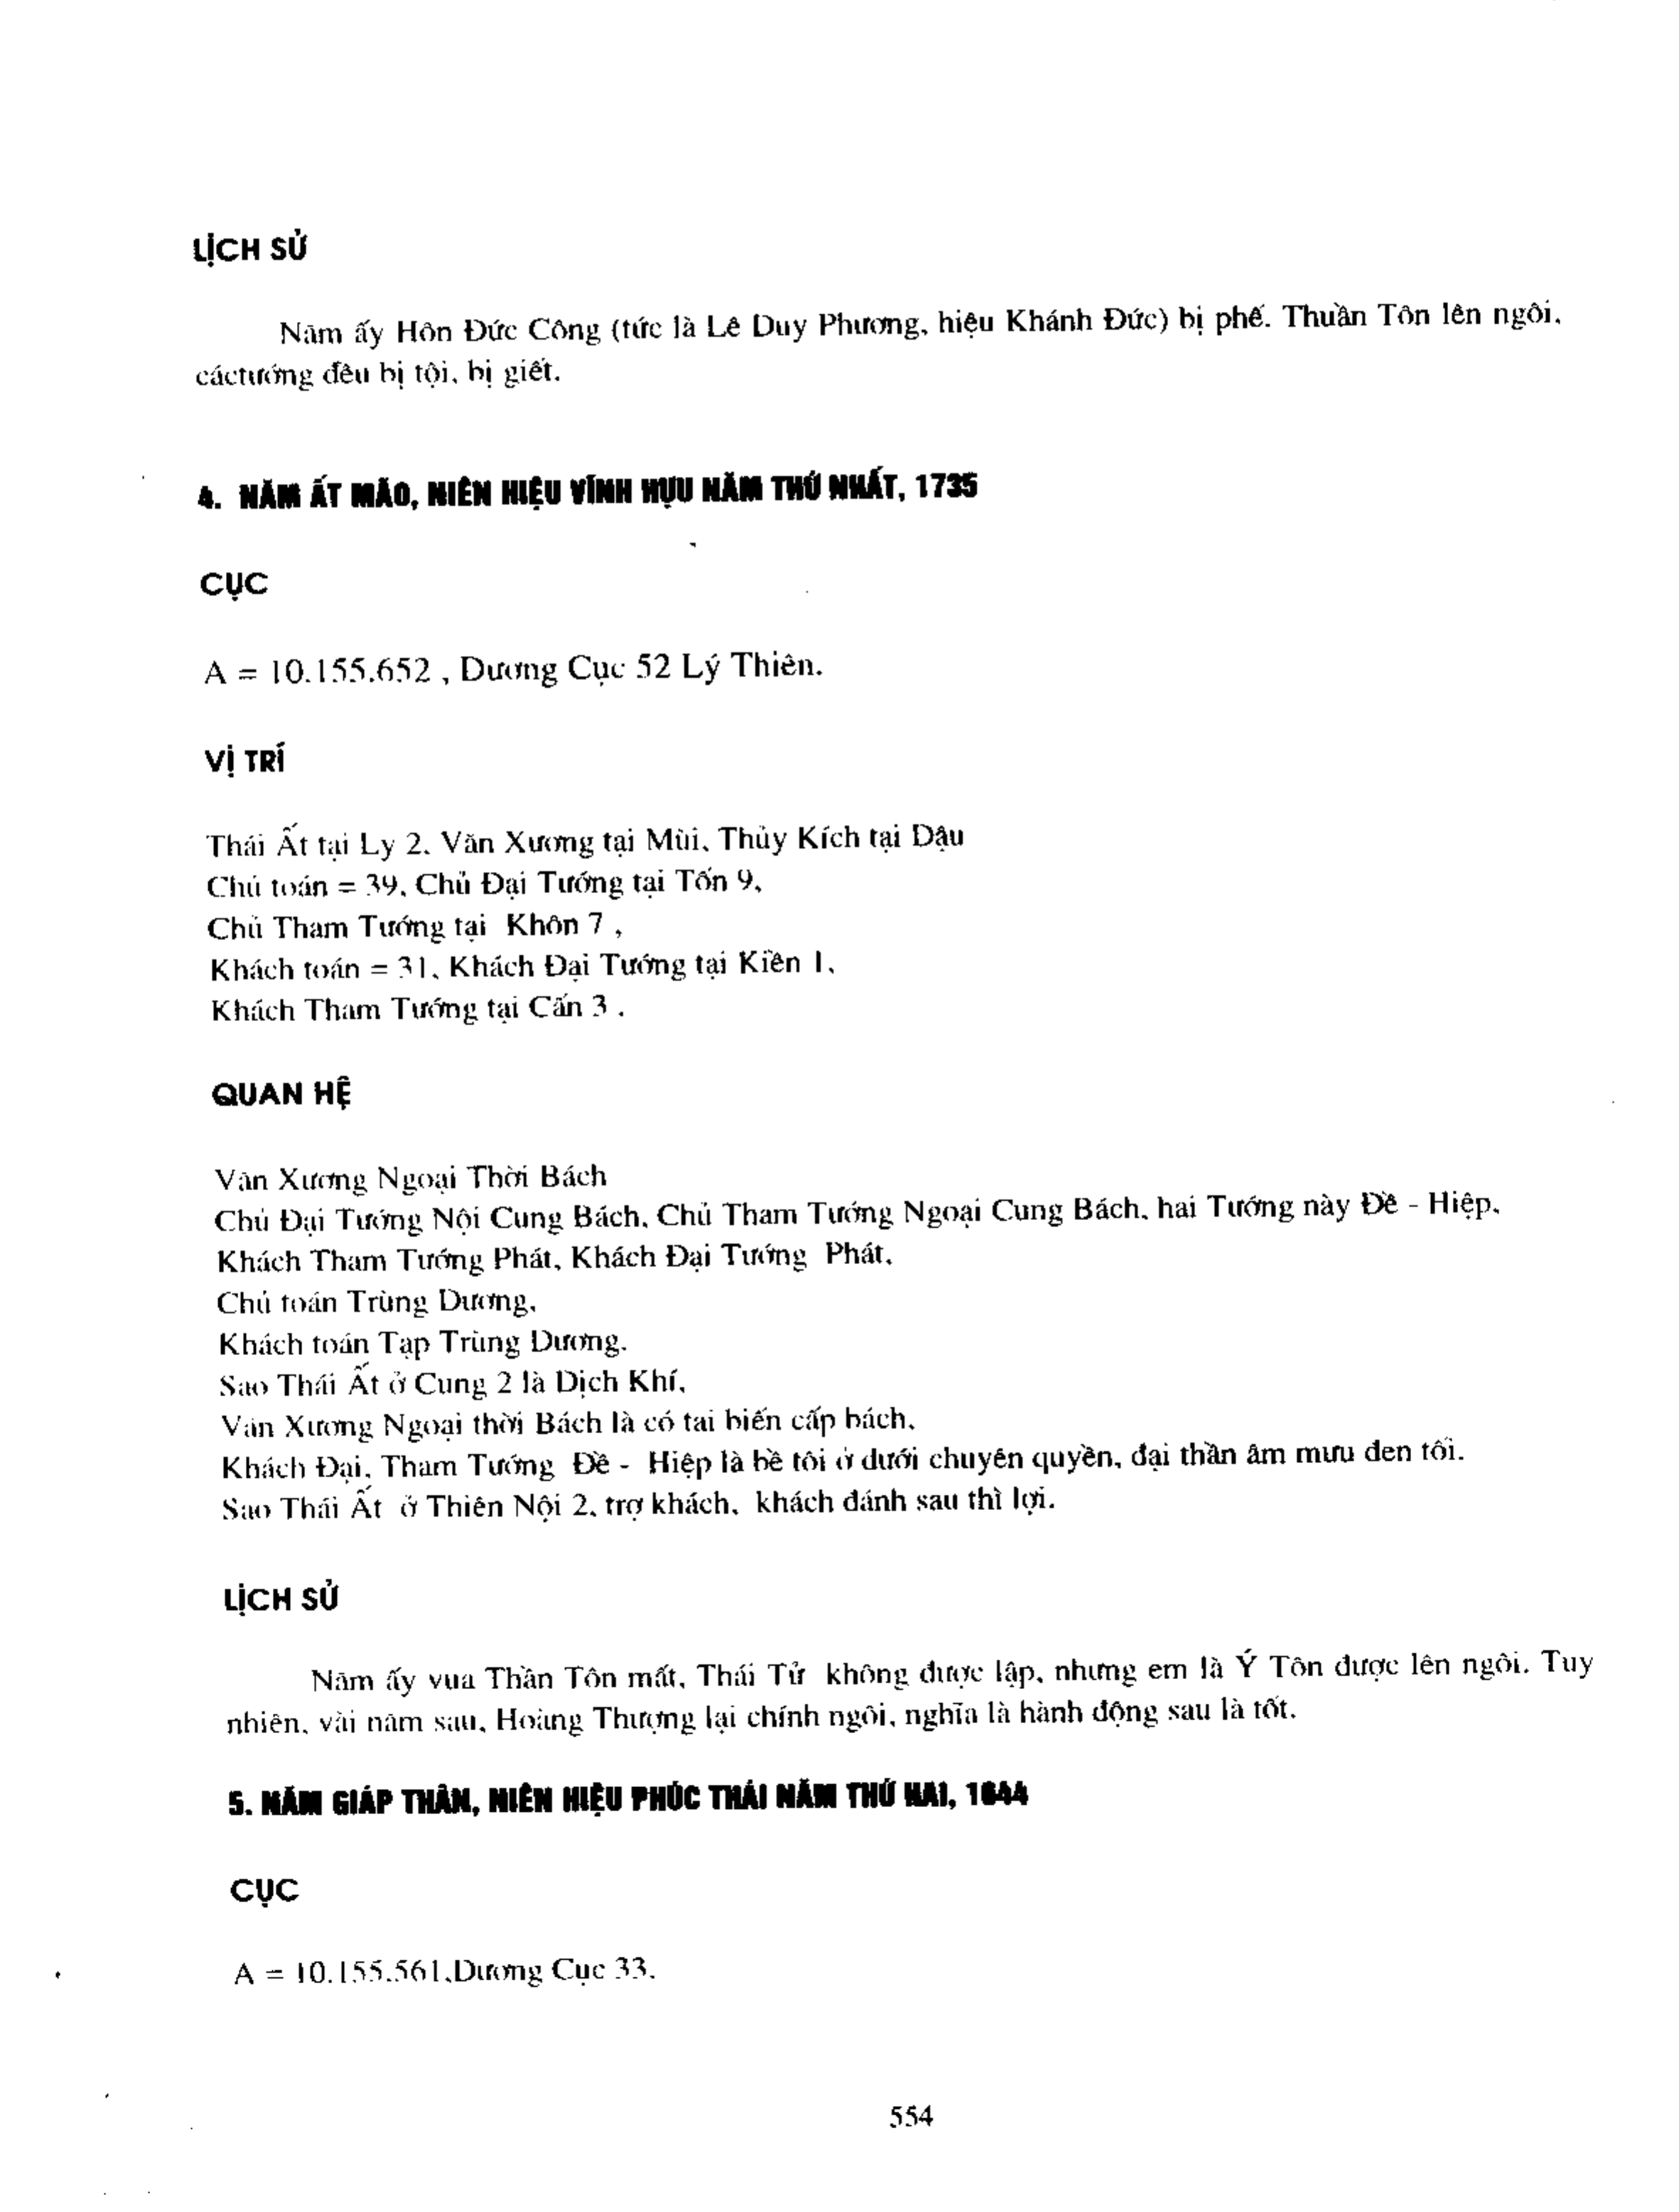 LỊCH SỬ
Năm ấy Hôn Đức Công (tức là Lê Duy Phương, hiệu Khánh Đức) bị phế. Thuần Tôn lên ngôi,
cáctướng đều bị tội, bị giết.
4. NĂM ẤT MÃO, NIÊN HIỆU VĨNH HỰU NĂM THỨ NHẤT, 1735
CỤC
A = 10.155.652 , Dương Cục 52 Lý Thiên.
VỊ TRÍ
Thái Ất tại Ly 2. Văn Xương tại Mùi, Thủy Kích tại Dậu
Chủ toán = 39, Chủ Đại Tướng tại Tốn 9,
Chủ Tham Tướng tại Khôn 7 ,
Khách toán = 31, Khách Đại Tướng tại Kiền 1,
Khách Tham Tướng tại Cấn 3 .
QUAN HỆ
Văn Xương Ngoại Thời Bách
Chủ Đại Tướng Nội Cung Bách, Chủ Tham Tướng Ngoại Cung Bách, hai Tướng này Đề - Hiệp,
Khách Tham Tướng Phát, Khách Đại Tướng Phát,
Chủ toán Trùng Dương,
Khách toán Tạp Trùng Dương.
Sao Thái Ất ở Cung 2 là Dịch Khí,
Văn Xương Ngoại thời Bách là có tai biến cấp bách,
Khách Đại, Tham Tướng Đề - Hiệp là bề tôi ở dưới chuyên quyền, đại thần âm mưu đen tối.
Sao Thái Ất ở Thiên Nội 2, trợ khách, khách đánh sau thì lợi.
LỊCH SỬ
Năm ấy vua Thần Tôn mất, Thái Tử không được lập, nhưng em là Ý Tôn được lên ngôi. Tuy
nhiên, vài năm sau, Hoàng Thượng lại chính ngôi, nghĩa là hành động sau là tốt.
5. NĂM GIÁP THÂN, NIÊN HIỆU PHÚC THÁI NĂM THỨ HAI, 1644
CỤC
A = 10.155.561,Dương Cục 33.
554